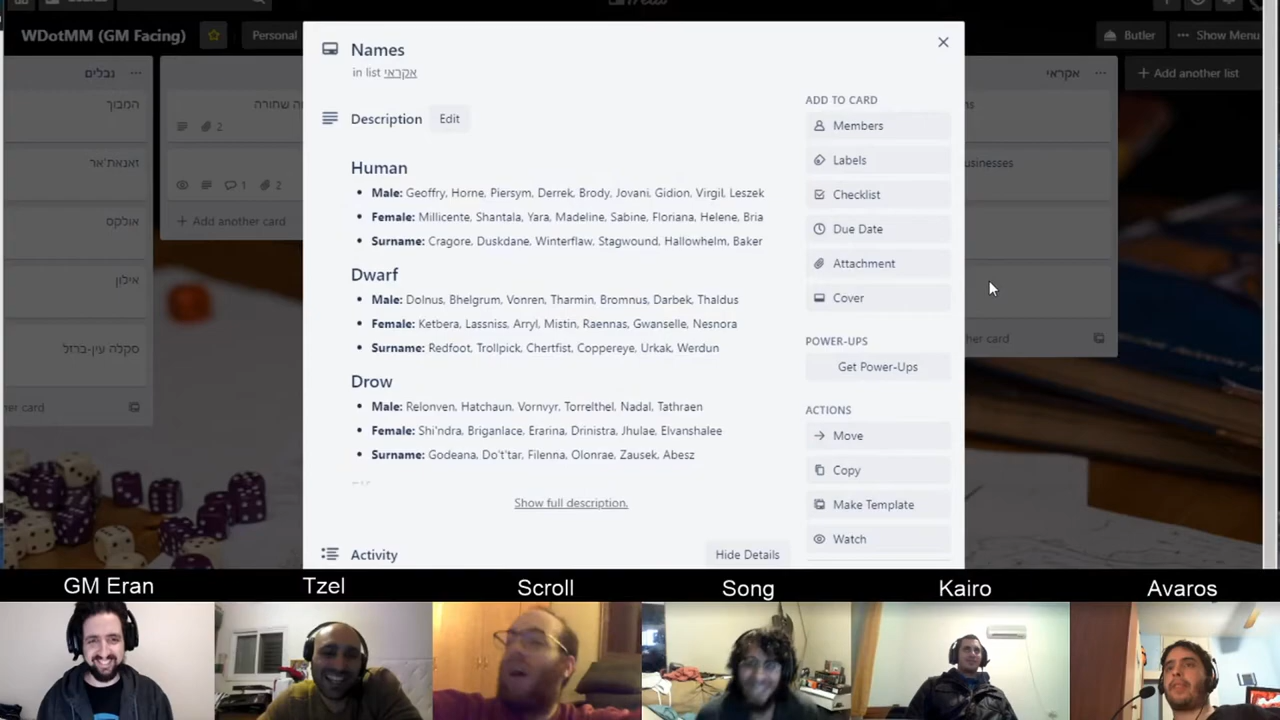 WDotMM (GM Facing)
Personal
Butler
Show Menu
נבלים
המבוך
זאנאת'אר
אולקס
אילון
סקלה עין-ברזל
שחורה
2
1
2
+ Add another card
Names
in list אקראי
Description
Edit
Human
• Male: Geoffry, Horne, Piersym, Derrek, Brody, Jovani, Gidion, Virgil, Leszek
• Female: Millicente, Shantala, Yara, Madeline, Sabine, Floriana, Helene, Bria
• Surname: Cragore, Duskdane, Winterflaw, Stagwound, Hallowhelm, Baker
Dwarf
• Male: Dolnus, Bhelgrum, Vonren, Tharmin, Bromnus, Darbek, Thaldus
• Female: Ketbera, Lassniss, Arryl, Mistin, Raennas, Gwanselle, Nesnora
• Surname: Redfoot, Trollpick, Chertfist, Coppereye, Urkak, Werdun
Drow
• Male: Relonven, Hatchaun, Vornvyr, Torrelthel, Nadal, Tathraen
• Female: Shi'ndra, Briganlace, Erarina, Drinistra, Jhulae, Elvanshalee
• Surname: Godeana, Do't'tar, Filenna, Olonrae, Zausek, Abesz
Show full description.
Activity
Hide Details
ADD TO CARD
Members
Labels
Checklist
Due Date
Attachment
Cover
POWER-UPS
Get Power-Ups
ACTIONS
Move
Copy
Make Template
Watch
אקראי
+ Add another list
GM Eran
Tzel
Scroll
Song
Kairo
Avaros